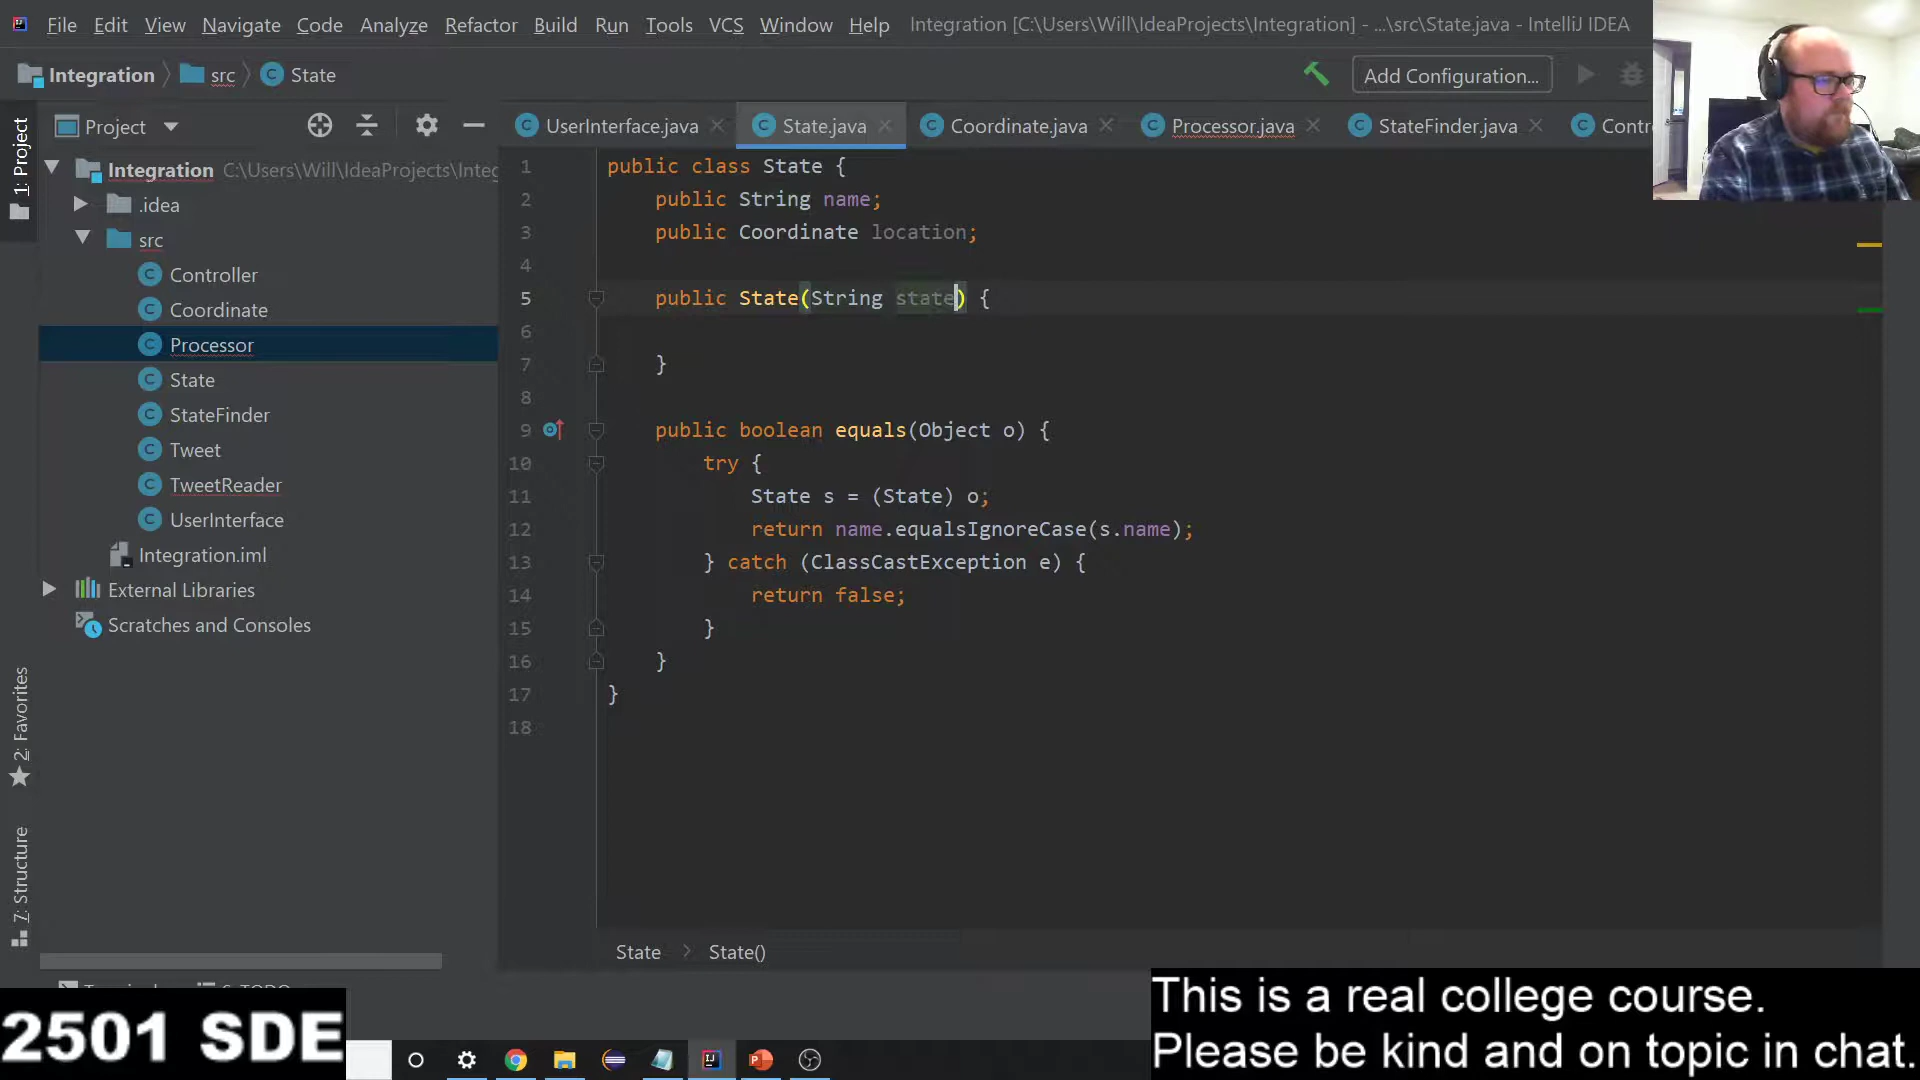 File Edit View Navigate Code Analyze Refactor Build Run Tools VCS Window Help Integration [C:\Users\Will\IdeaProjects\Integration] - ...\src\State.java - IntelliJ IDEA
Integration src State Add Configuration...
1: Project
Project
UserInterface.java State.java Coordinate.java Processor.java StateFinder.java Contr
Integration C:\Users\Will\IdeaProjects\Integ
.idea
src
Controller
Coordinate
Processor
State
StateFinder
Tweet
TweetReader
UserInterface
Integration.iml
External Libraries
Scratches and Consoles
2: Favorites
7: Structure
1 public class State {
2 public String name;
3 public Coordinate location;
4
5 public State(String state) {
6
7 }
8
9 public boolean equals(Object o) {
10 try {
11 State s = (State) o;
12 return name.equalsIgnoreCase(s.name);
13 } catch (ClassCastException e) {
14 return false;
15 }
16 }
17 }
18
State State()
2501 SDE
This is a real college course.
Please be kind and on topic in chat.